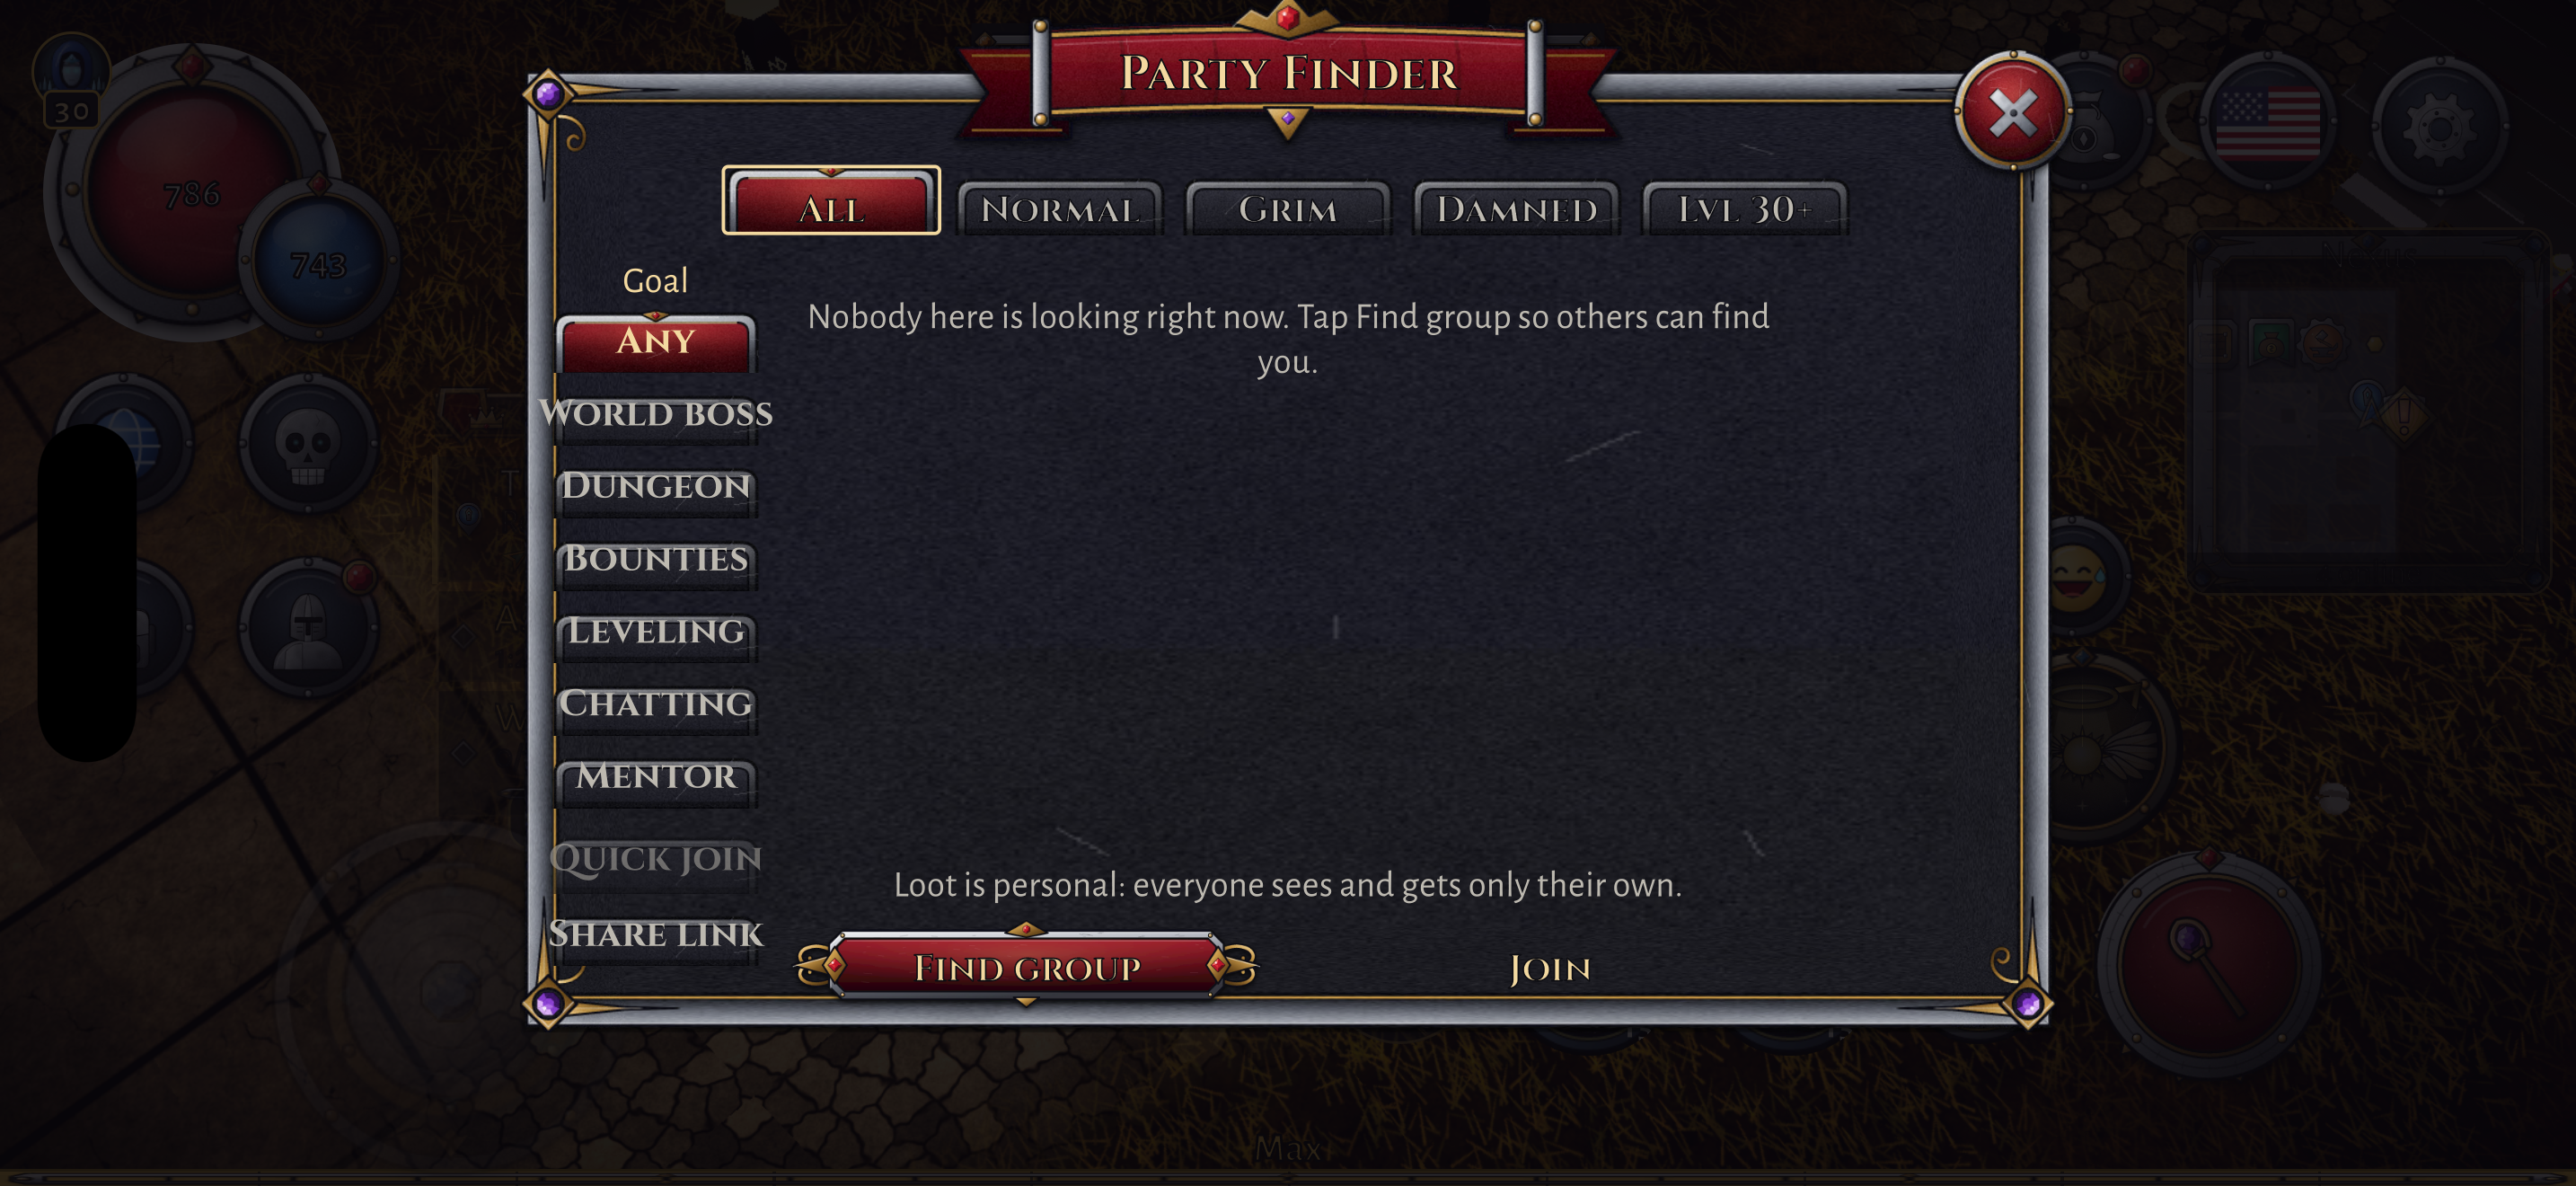 PARTY FINDER
30
786
743
ALL
NORMAL
GRIM
DAMNED
LVL 30+
Goal
ANY
WORLD BOSS
DUNGEON
BOUNTIES
LEVELING
CHATTING
MENTOR
QUICK JOIN
SHARE LINK
Nobody here is looking right now. Tap Find group so others can find
you.
Loot is personal: everyone sees and gets only their own.
FIND GROUP
JOIN
Max